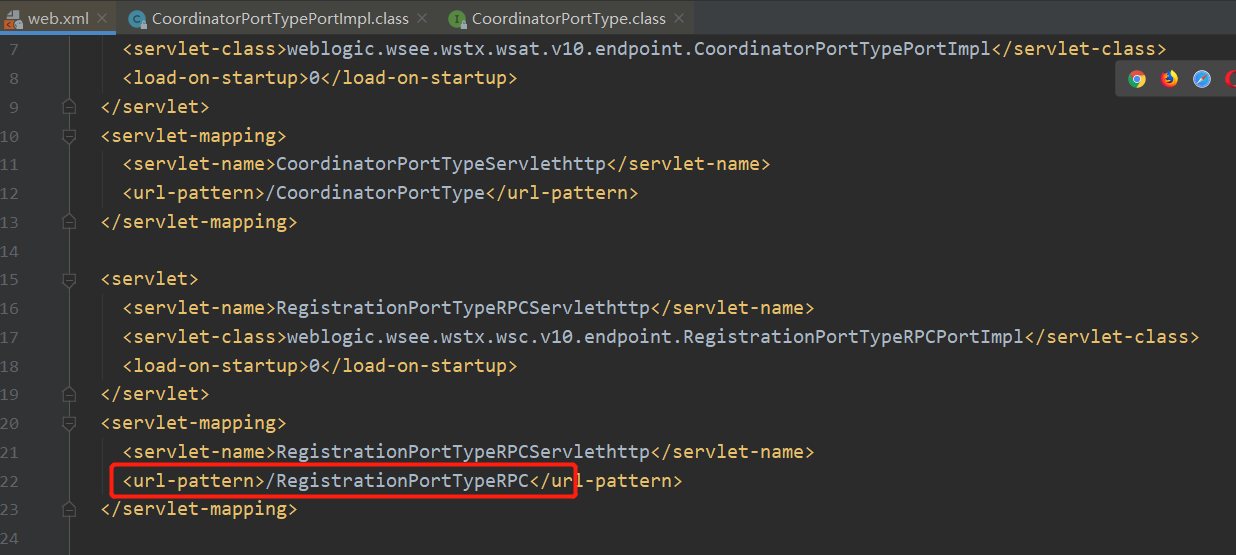 web.xml CoordinatorPortTypePortImpl.class CoordinatorPortType.class
7 <servlet-class>weblogic.wsee.wstx.wsat.v10.endpoint.CoordinatorPortTypePortImpl</servlet-class>
8 <load-on-startup>0</load-on-startup>
9 </servlet>
10 <servlet-mapping>
11 <servlet-name>CoordinatorPortTypeServlethttp</servlet-name>
12 <url-pattern>/CoordinatorPortType</url-pattern>
13 </servlet-mapping>
14
15 <servlet>
16 <servlet-name>RegistrationPortTypeRPCServlethttp</servlet-name>
17 <servlet-class>weblogic.wsee.wstx.wsc.v10.endpoint.RegistrationPortTypeRPCPortImpl</servlet-class>
18 <load-on-startup>0</load-on-startup>
19 </servlet>
20 <servlet-mapping>
21 <servlet-name>RegistrationPortTypeRPCServlethttp</servlet-name>
22 <url-pattern>/RegistrationPortTypeRPC</url-pattern>
23 </servlet-mapping>
24